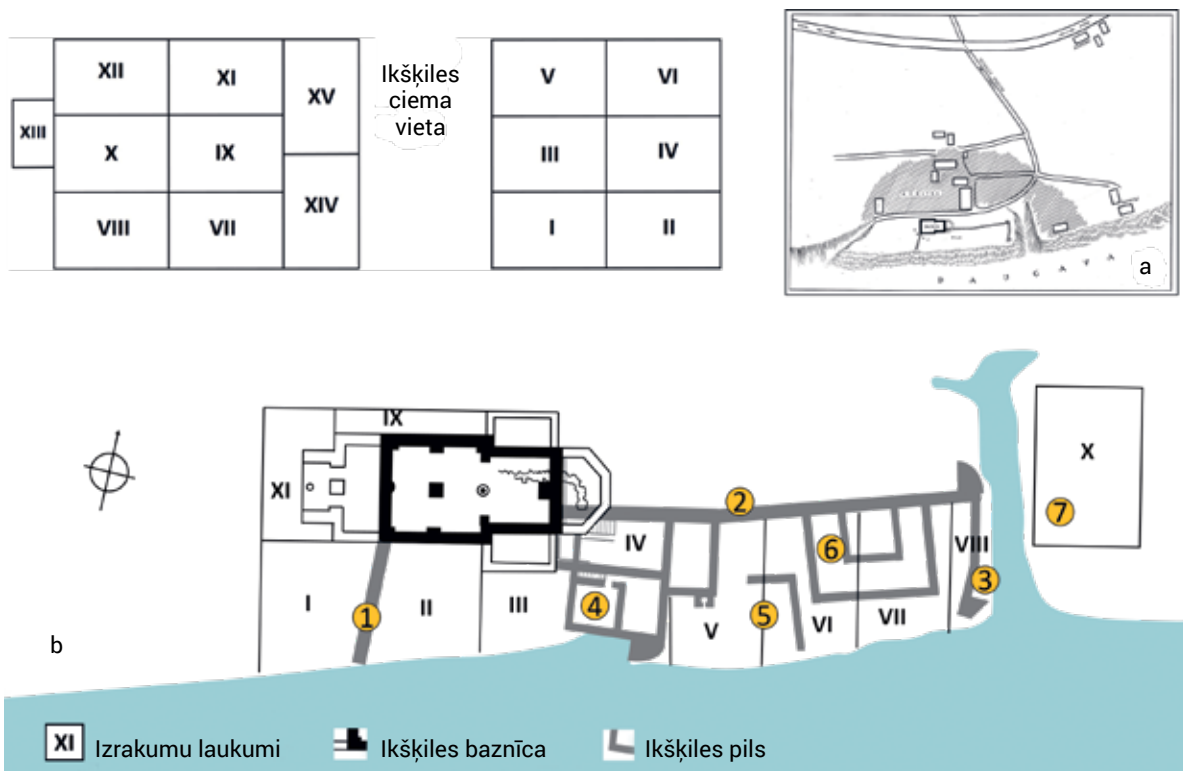 XII
XI
XV
XIII
X
IX
XIV
VIII
VII
Ikšķiles
ciema
vieta
V
VI
III
IV
I
II
D A U G A V A
a
IX
XI
X
2
IV
6
7
VIII
3
I
1
II
III
4
V
5
VI
VII
b
XI Izrakumu laukumi
Ikšķiles baznīca
Ikšķiles pils